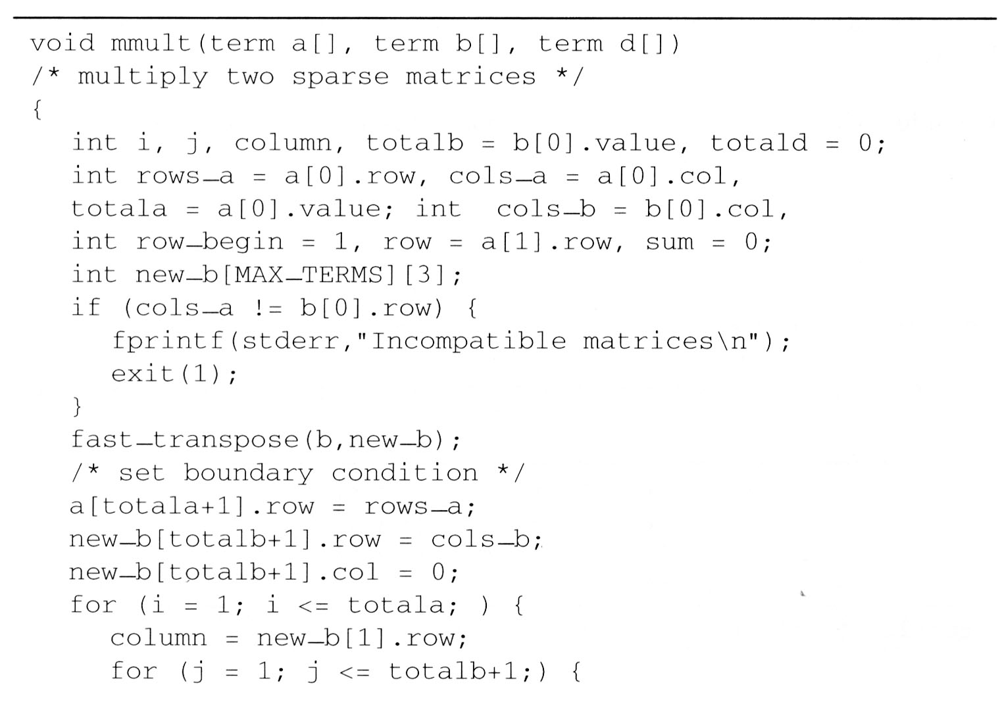 void mmult(term a[], term b[], term d[])
/* multiply two sparse matrices */
{
   int i, j, column, totalb = b[0].value, totald = 0;
   int rows_a = a[0].row, cols_a = a[0].col,
   totala = a[0].value; int  cols_b = b[0].col,
   int row_begin = 1, row = a[1].row, sum = 0;
   int new_b[MAX_TERMS][3];
   if (cols_a != b[0].row) {
      fprintf(stderr,"Incompatible matrices\n");
      exit(1);
   }
   fast_transpose(b,new_b);
   /* set boundary condition */
   a[totala+1].row = rows_a;
   new_b[totalb+1].row = cols_b;
   new_b[totalb+1].col = 0;
   for (i = 1; i <= totala; ) {
      column = new_b[1].row;
      for (j = 1; j <= totalb+1;) {